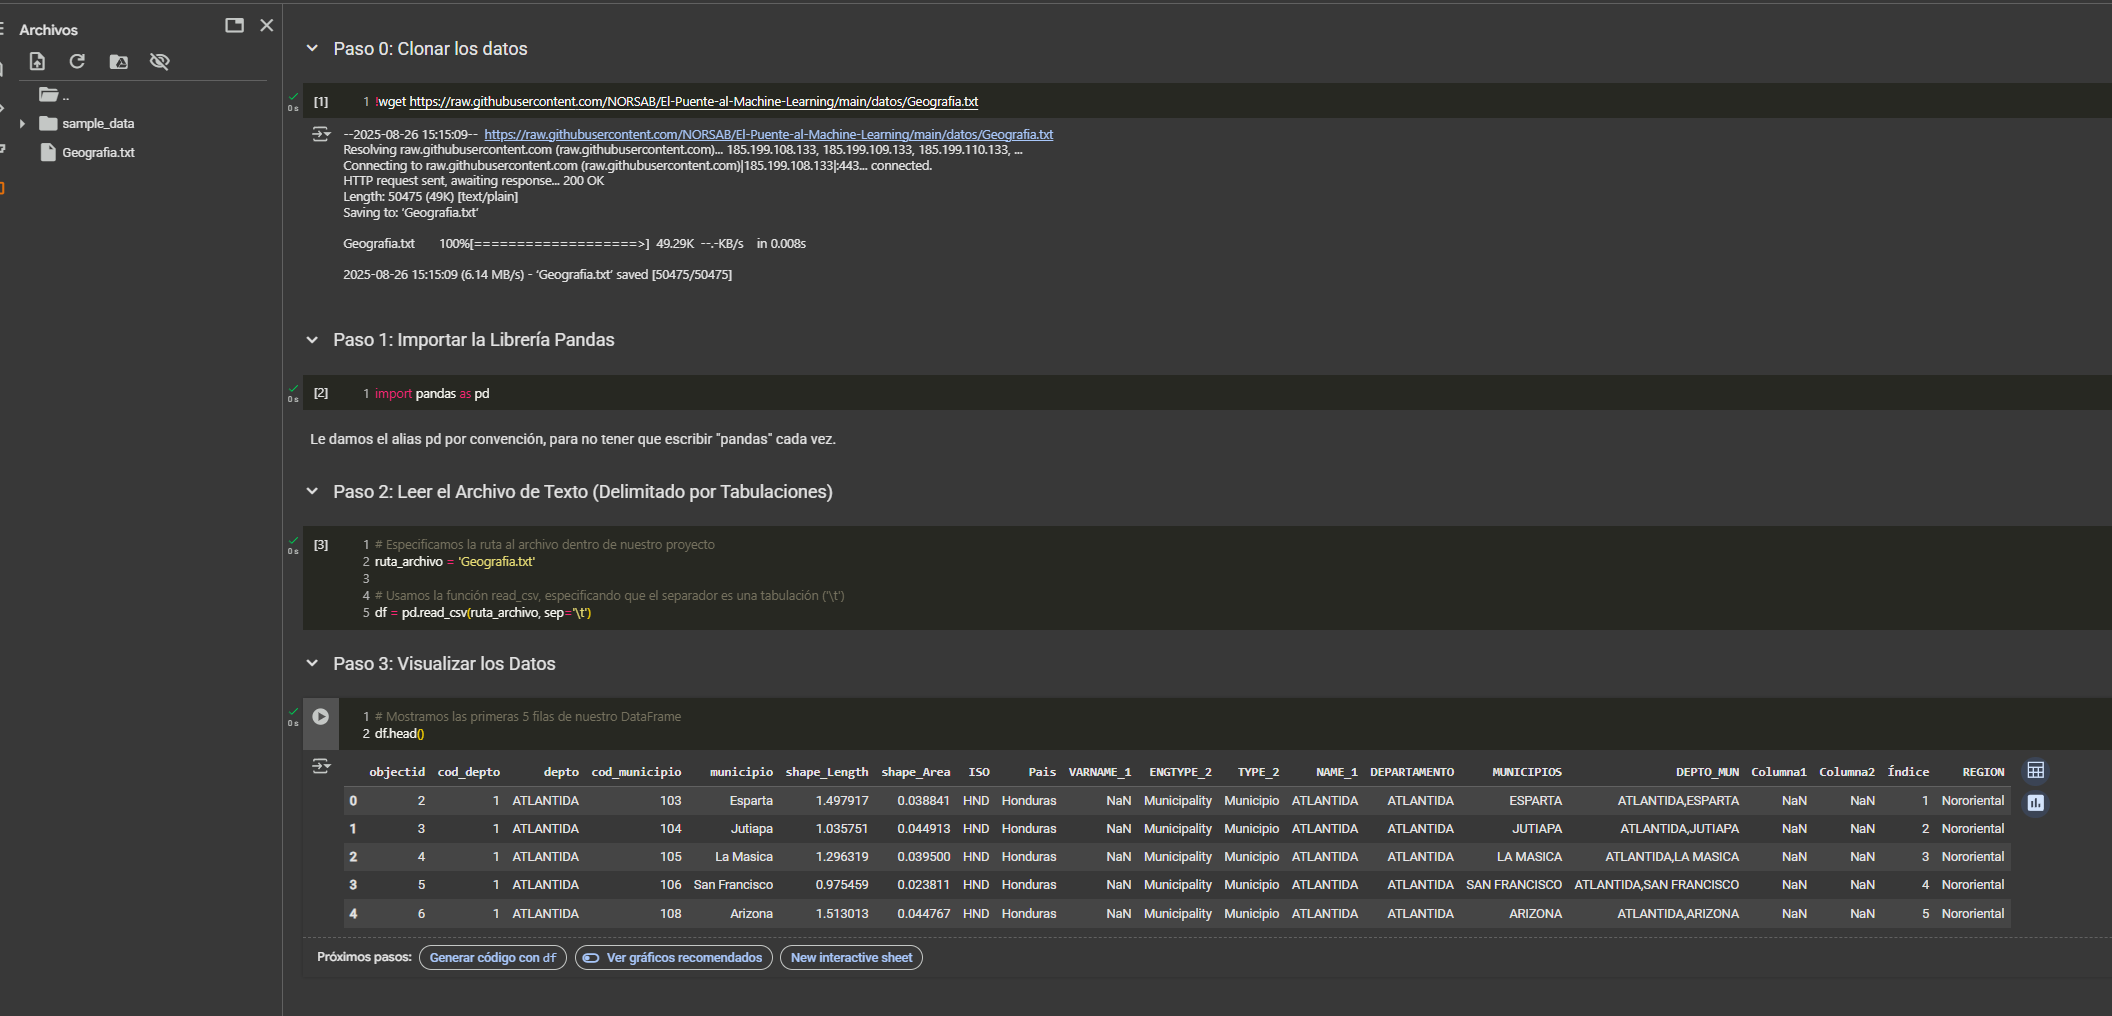 Archivos
..
sample_data
Geografia.txt
Paso 0: Clonar los datos
0 s
[1]
1 !wget https://raw.githubusercontent.com/NORSAB/El-Puente-al-Machine-Learning/main/datos/Geografia.txt
--2025-08-26 15:15:09-- https://raw.githubusercontent.com/NORSAB/El-Puente-al-Machine-Learning/main/datos/Geografia.txt
Resolving raw.githubusercontent.com (raw.githubusercontent.com)... 185.199.108.133, 185.199.109.133, 185.199.110.133, ...
Connecting to raw.githubusercontent.com (raw.githubusercontent.com)|185.199.108.133|:443... connected.
HTTP request sent, awaiting response... 200 OK
Length: 50475 (49K) [text/plain]
Saving to: ‘Geografia.txt’
Geografia.txt 100%[===================>] 49.29K --.-KB/s in 0.008s
2025-08-26 15:15:09 (6.14 MB/s) - ‘Geografia.txt’ saved [50475/50475]
Paso 1: Importar la Librería Pandas
0 s
[2]
1 import pandas as pd
Le damos el alias pd por convención, para no tener que escribir "pandas" cada vez.
Paso 2: Leer el Archivo de Texto (Delimitado por Tabulaciones)
0 s
[3]
1 # Especificamos la ruta al archivo dentro de nuestro proyecto
2 ruta_archivo = 'Geografia.txt'
3
4 # Usamos la función read_csv, especificando que el separador es una tabulación ('\t')
5 df = pd.read_csv(ruta_archivo, sep='\t')
Paso 3: Visualizar los Datos
0 s
1 # Mostramos las primeras 5 filas de nuestro DataFrame
2 df.head()
objectid cod_depto depto cod_municipio municipio shape_Length shape_Area ISO Pais VARNAME_1 ENGTYPE_2 TYPE_2 NAME_1 DEPARTAMENTO MUNICIPIOS DEPTO_MUN Columna1 Columna2 Índice REGION
0 2 1 ATLANTIDA 103 Esparta 1.497917 0.038841 HND Honduras NaN Municipality Municipio ATLANTIDA ATLANTIDA ESPARTA ATLANTIDA,ESPARTA NaN NaN 1 Nororiental
1 3 1 ATLANTIDA 104 Jutiapa 1.035751 0.044913 HND Honduras NaN Municipality Municipio ATLANTIDA ATLANTIDA JUTIAPA ATLANTIDA,JUTIAPA NaN NaN 2 Nororiental
2 4 1 ATLANTIDA 105 La Masica 1.296319 0.039500 HND Honduras NaN Municipality Municipio ATLANTIDA ATLANTIDA LA MASICA ATLANTIDA,LA MASICA NaN NaN 3 Nororiental
3 5 1 ATLANTIDA 106 San Francisco 0.975459 0.023811 HND Honduras NaN Municipality Municipio ATLANTIDA ATLANTIDA SAN FRANCISCO ATLANTIDA,SAN FRANCISCO NaN NaN 4 Nororiental
4 6 1 ATLANTIDA 108 Arizona 1.513013 0.044767 HND Honduras NaN Municipality Municipio ATLANTIDA ATLANTIDA ARIZONA ATLANTIDA,ARIZONA NaN NaN 5 Nororiental
Próximos pasos: Generar código con df Ver gráficos recomendados New interactive sheet